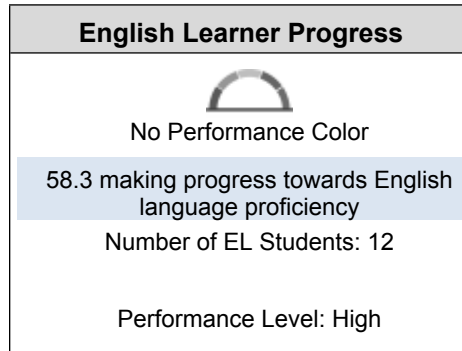 English Learner Progress
No Performance Color
58.3 making progress towards English
language proficiency
Number of EL Students: 12
Performance Level: High